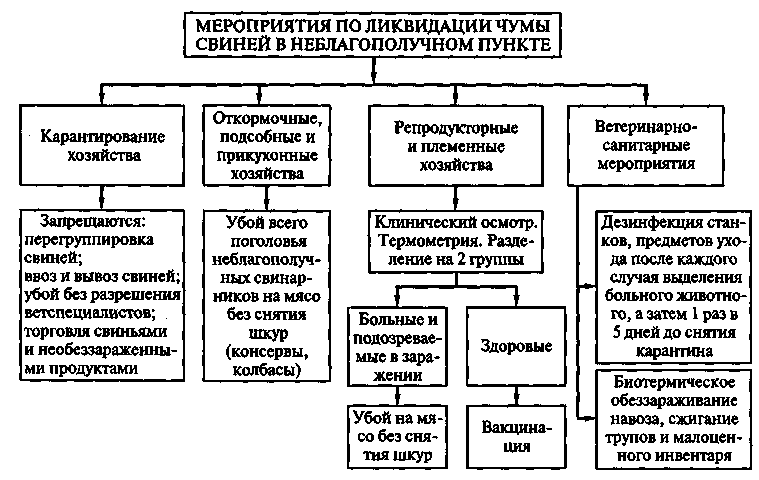 МЕРОПРИЯТИЯ ПО ЛИКВИДАЦИИ ЧУМЫ
СВИНЕЙ В НЕБЛАГОПОЛУЧНОМ ПУНКТЕ
Карантирование
хозяйства
Откормочные,
подсобные и
прикухонные
хозяйства
Репродукторные
и племенные
хозяйства
Ветеринарно-
санитарные
мероприятия
Запрещаются:
перегруппировка
свиней;
ввоз и вывоз свиней;
убой без разрешения
ветспециалистов;
торговля свиньями
и необеззараженны-
ми продуктами
Убой всего
поголовья
неблагополуч-
ных свинар-
ников на мясо
без снятия
шкур
(консервы,
колбасы)
Клинический осмотр.
Термометрия. Разде-
ление на 2 группы
Больные и
подозревае-
мые в зара-
жении
Здоровые
Убой на мя-
со без сня-
тия шкур
Вакцина-
ция
Дезинфекция стан-
ков, предметов ухо-
да после каждого
случая выделения
больного животно-
го, а затем 1 раз в
5 дней до снятия
карантина
Биотермическое
обеззараживание
навоза, сжигание
трупов и малоцен-
ного инвентаря